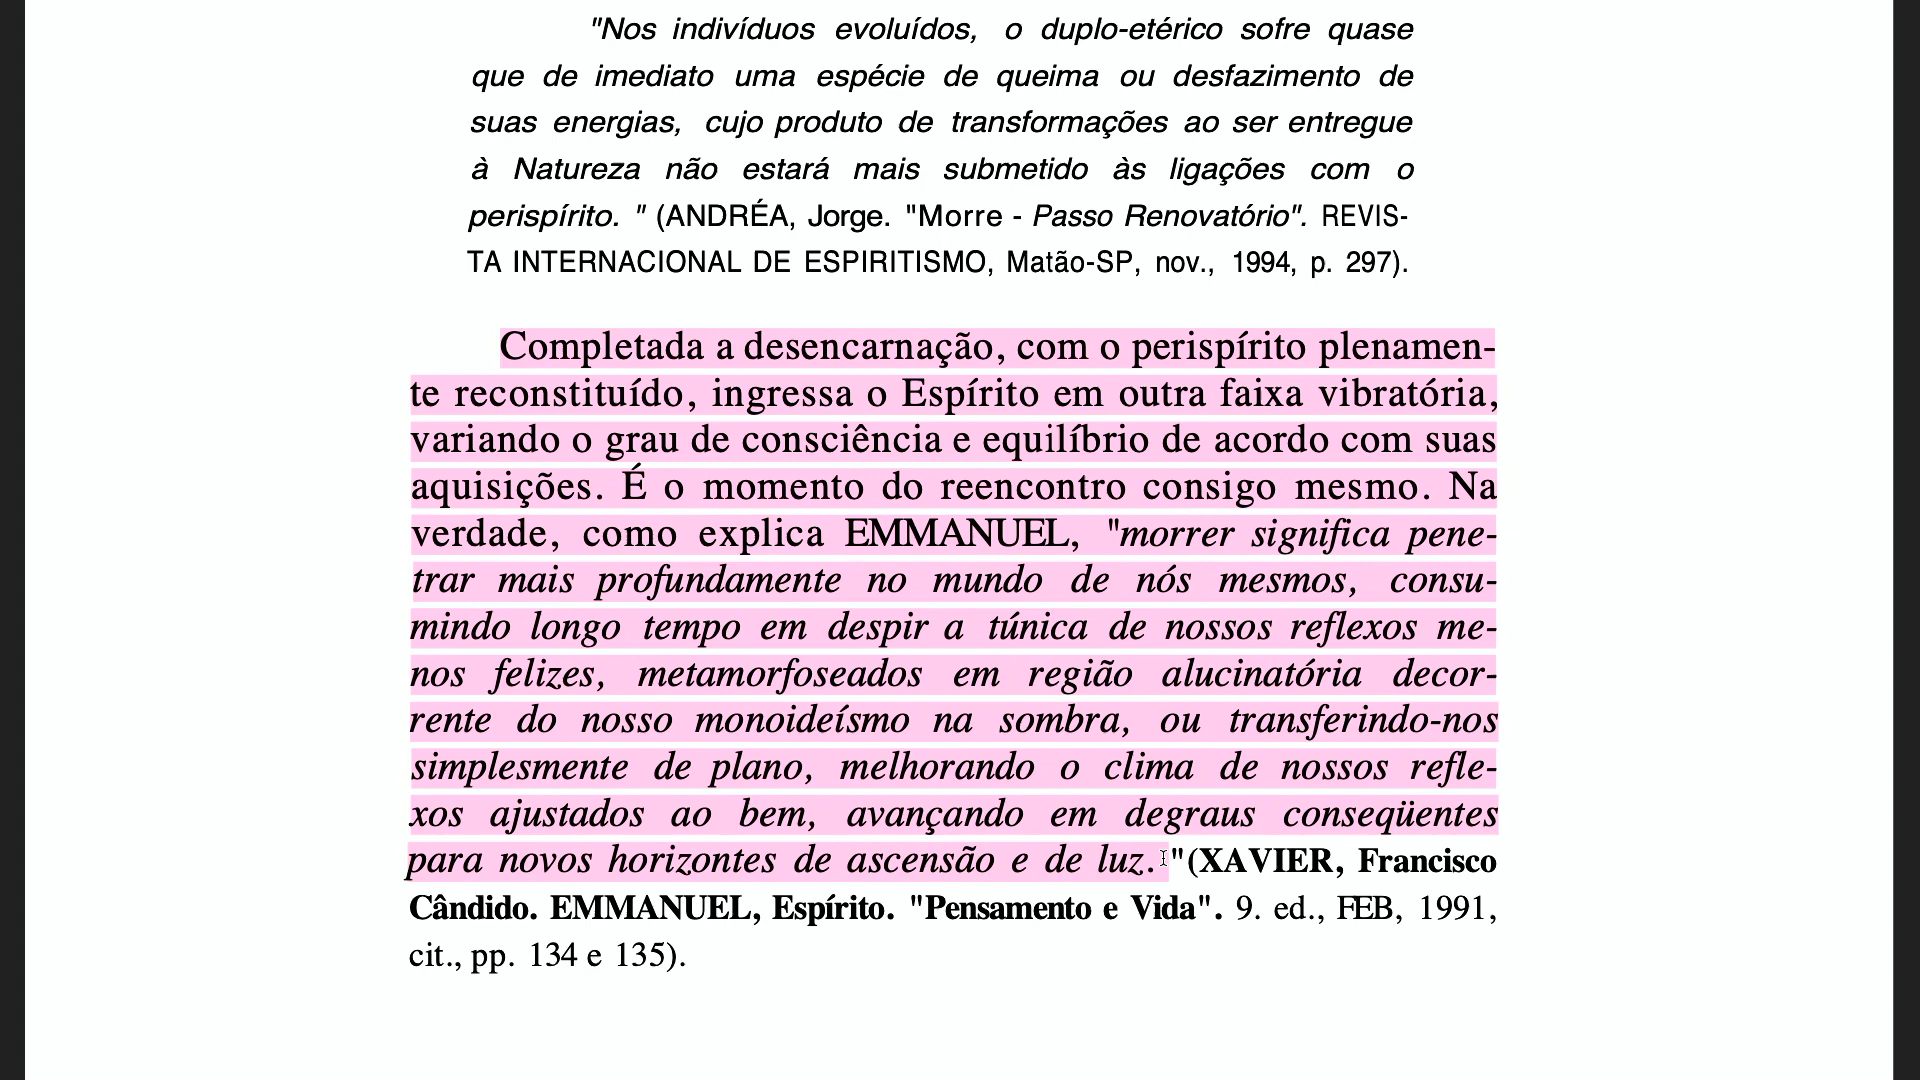 "Nos indivíduos evoluídos, o duplo-etérico sofre quase
que de imediato uma espécie de queima ou desfazimento de
suas energias, cujo produto de transformações ao ser entregue
à Natureza não estará mais submetido às ligações com o
perispírito. " (ANDRÉA, Jorge. "Morre - Passo Renovatório". REVIS-
TA INTERNACIONAL DE ESPIRITISMO, Matão-SP, nov., 1994, p. 297).
Completada a desencarnação, com o perispírito plenamen-
te reconstituído, ingressa o Espírito em outra faixa vibratória,
variando o grau de consciência e equilíbrio de acordo com suas
aquisições. É o momento do reencontro consigo mesmo. Na
verdade, como explica EMMANUEL, "morrer significa pene-
trar mais profundamente no mundo de nós mesmos, consu-
mindo longo tempo em despir a túnica de nossos reflexos me-
nos felizes, metamorfoseados em região alucinatória decor-
rente do nosso monoideísmo na sombra, ou transferindo-nos
simplesmente de plano, melhorando o clima de nossos refle-
xos ajustados ao bem, avançando em degraus conseqüentes
para novos horizontes de ascensão e de luz. "(XAVIER, Francisco
Cândido. EMMANUEL, Espírito. "Pensamento e Vida". 9. ed., FEB, 1991,
cit., pp. 134 e 135).